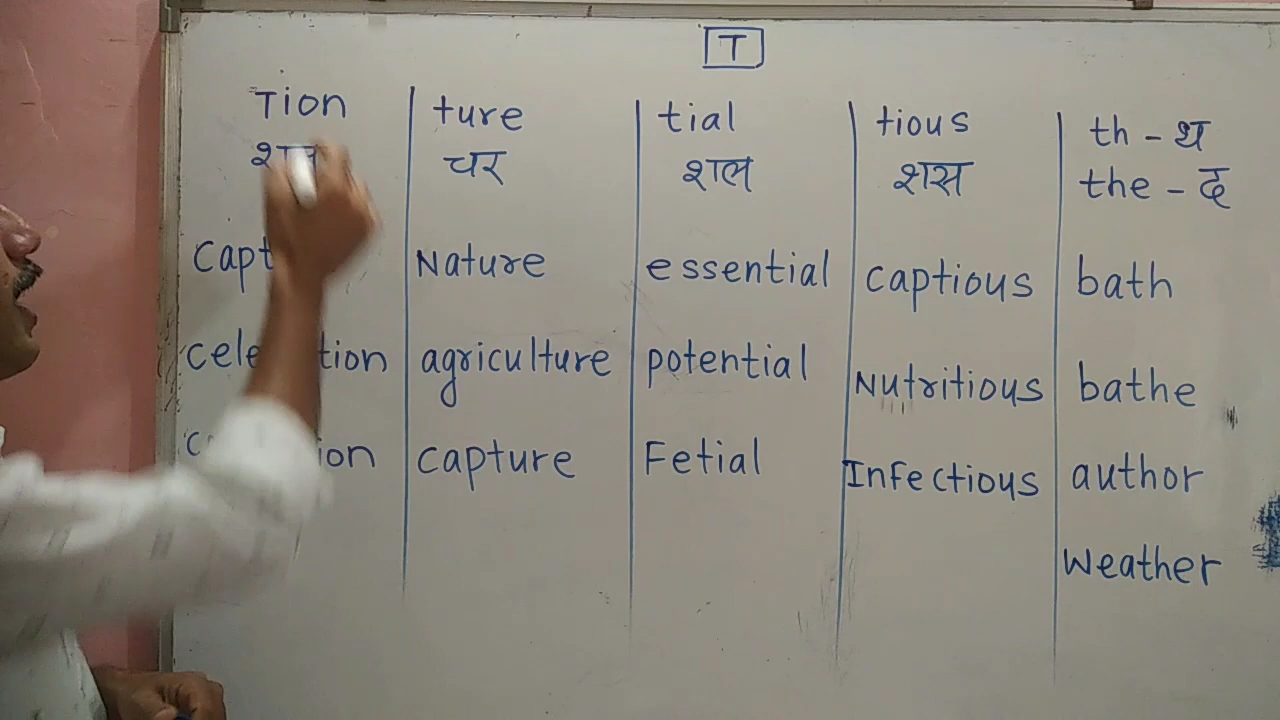 T
Tion
ture
tial
tious
th - थ
चर
शल
शस
the - द
Nature
essential
captious
bath
agriculture
potential
Nutritious
bathe
capture
Fetial
Infectious
author
Weather